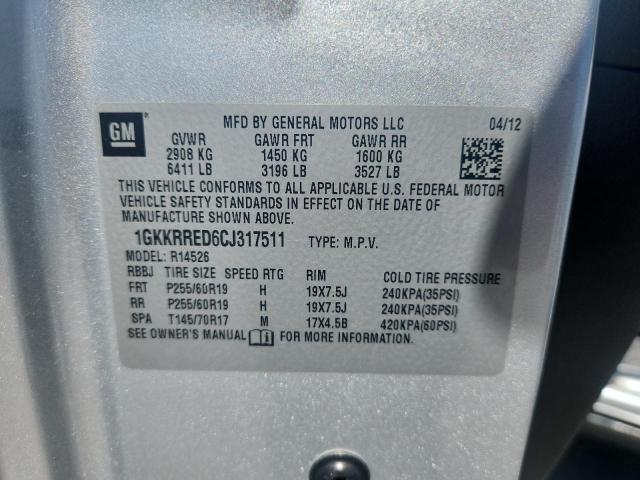 GM
MFD BY GENERAL MOTORS LLC 04/12
GVWR GAWR FRT GAWR RR
2908 KG 1450 KG 1600 KG
6411 LB 3196 LB 3527 LB
THIS VEHICLE CONFORMS TO ALL APPLICABLE U.S. FEDERAL MOTOR
VEHICLE SAFETY STANDARDS IN EFFECT ON THE DATE OF
MANUFACTURE SHOWN ABOVE.
1GKKRRED6CJ317511 TYPE: M.P.V.
MODEL: R14526
RBBJ TIRE SIZE SPEED RTG RIM COLD TIRE PRESSURE
FRT P255/60R19 H 19X7.5J 240KPA(35PSI)
RR P255/60R19 H 19X7.5J 240KPA(35PSI)
SPA T145/70R17 M 17X4.5B 420KPA(60PSI)
SEE OWNER'S MANUAL FOR MORE INFORMATION.